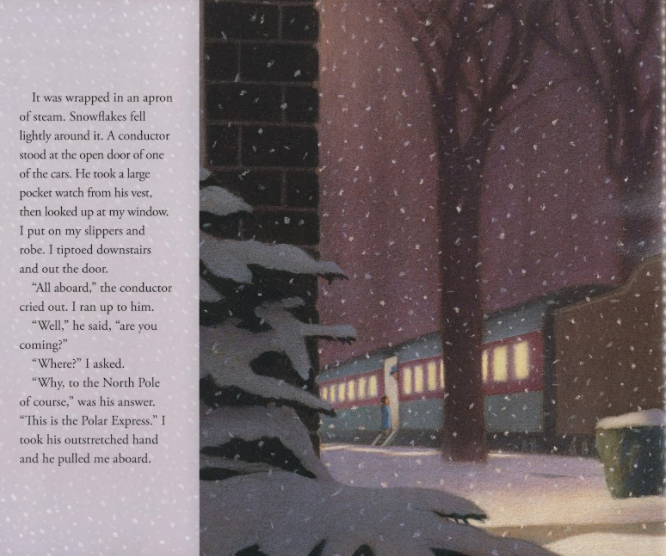 It was wrapped in an apron
of steam. Snowflakes fell
lightly around it. A conductor
stood at the open door of one
of the cars. He took a large
pocket watch from his vest,
then looked up at my window.
I put on my slippers and
robe. I tiptoed downstairs
and out the door.
“All aboard,” the conductor
cried out. I ran up to him.
“Well,” he said, “are you
coming?”
“Where?” I asked.
“Why, to the North Pole
of course,” was his answer.
“This is the Polar Express.” I
took his outstretched hand
and he pulled me aboard.